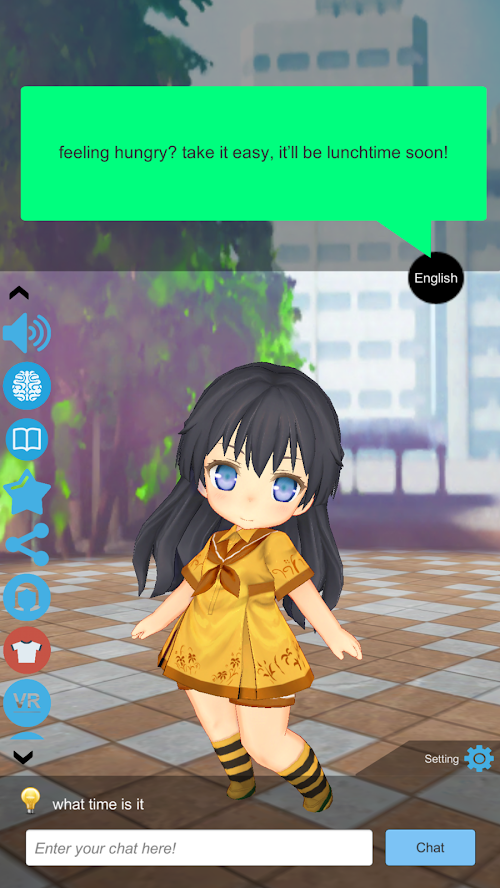 feeling hungry? take it easy, it'll be lunchtime soon!
English
VR
Setting
what time is it
Enter your chat here!
Chat